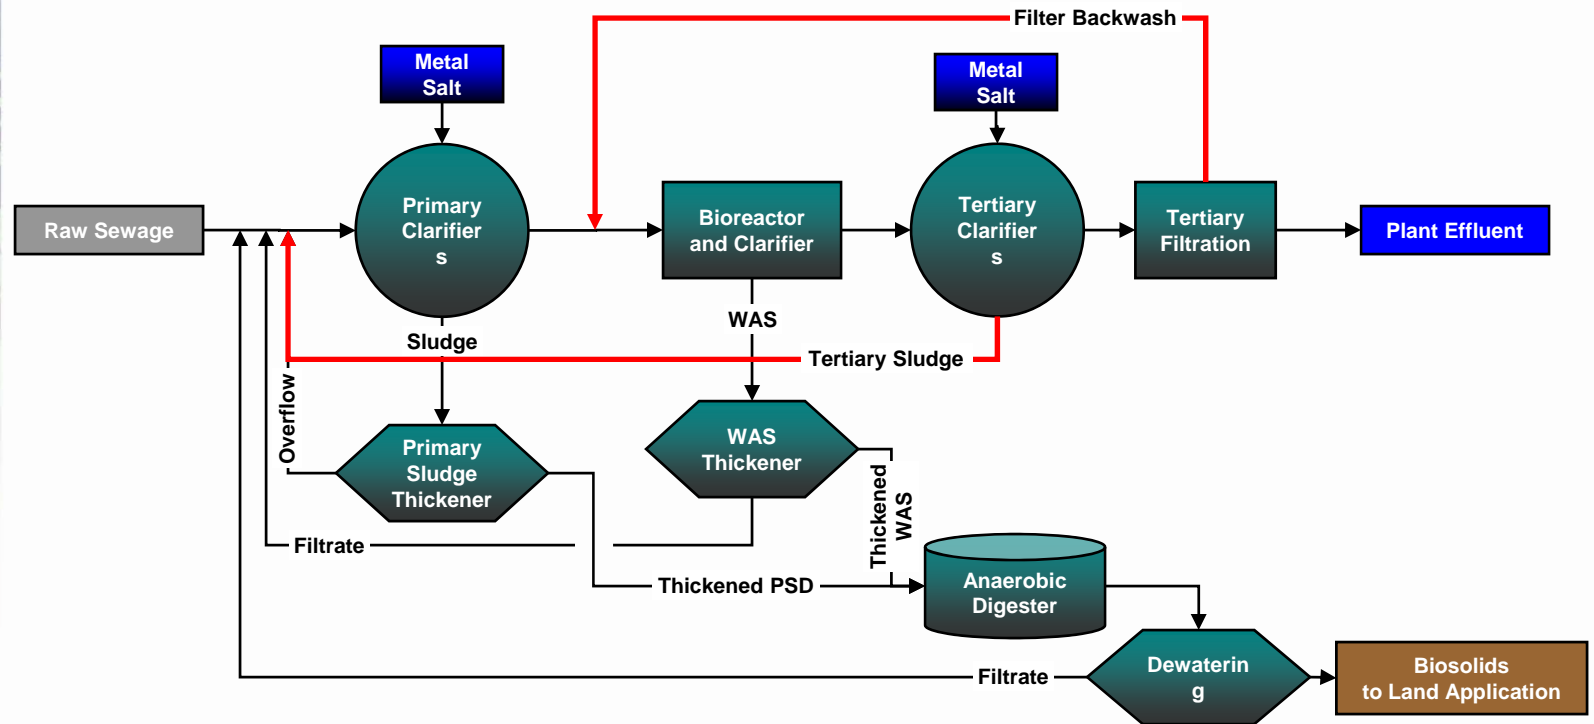 Filter Backwash
Metal
Salt
Metal
Salt
Raw Sewage
Primary
Clarifier
s
Bioreactor
and Clarifier
Tertiary
Clarifier
s
Tertiary
Filtration
Plant Effluent
Sludge
WAS
Tertiary Sludge
Overflow
Primary
Sludge
Thickener
WAS
Thickener
Thickened
WAS
Filtrate
Thickened PSD
Anaerobic
Digester
Filtrate
Dewaterin
g
Biosolids
to Land Application